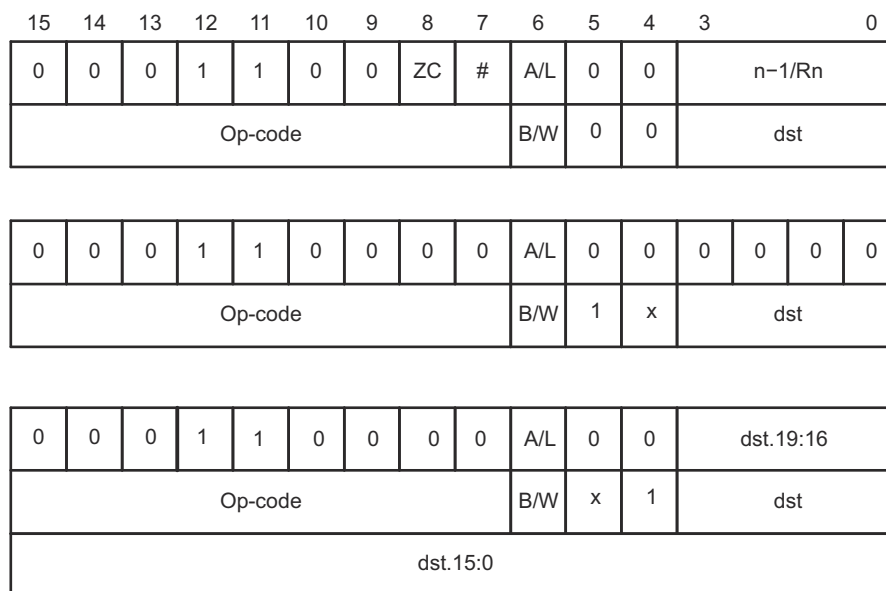 15 14 13 12 11 10 9 8 7 6 5 4 3 0
0 0 0 1 1 0 0 ZC # A/L 0 0 n−1/Rn
Op-code B/W 0 0 dst
0 0 0 1 1 0 0 0 0 A/L 0 0 0 0 0 0
Op-code B/W 1 x dst
0 0 0 1 1 0 0 0 0 A/L 0 0 dst.19:16
Op-code B/W x 1 dst
dst.15:0